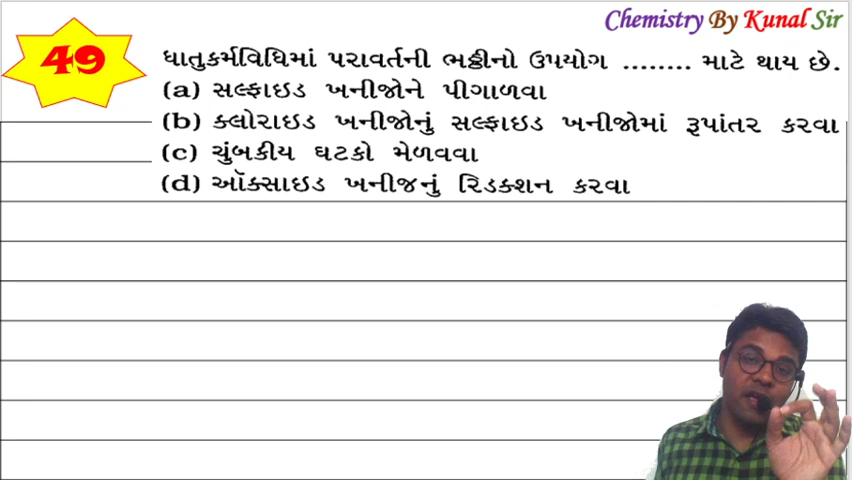 Chemistry By Kunal Sir
49
ધાતુકર્મવિધિમાં પરાવર્તની ભઠ્ઠીનો ઉપયોગ ........ માટે થાય છે.
(a) સલ્ફાઇડ ખનીજોને પીગાળવા
(b) ક્લોરાઇડ ખનીજોનું સલ્ફાઇડ ખનીજોમાં રૂપાંતર કરવા
(c) ચુંબકીય ઘટકો મેળવવા
(d) ઑક્સાઇડ ખનીજનું રિડક્શન કરવા